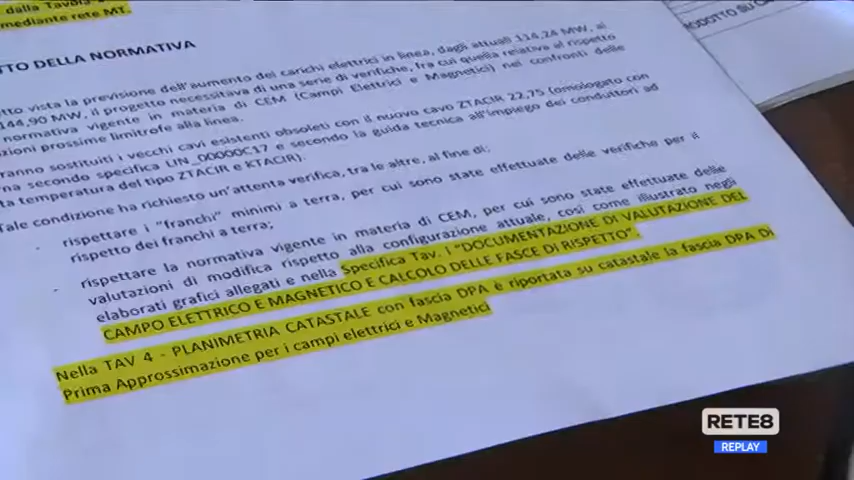 dalla Tavola
mediante rete MT.
TTO DELLA NORMATIVA
RODOTTO SU
etto vista la previsione dell'aumento dei carichi elettrici in linea, dagli attuali 114,24 MW, ai
144,90 MW, il progetto necessitava di una serie di verifiche, fra cui quella relativa al rispetto
normativa vigente in materia di CEM (Campi Elettrici e Magnetici) nei confronti delle
zioni prossime limitrofe alla linea.
ranno sostituiti i vecchi cavi esistenti obsoleti con il nuovo cavo ZTACIR 22,75 (omologato con
na secondo specifica UN_00000C17 e secondo la guida tecnica all'impiego dei conduttori ad
ta temperatura del tipo ZTACIR e KTACIR).
Tale condizione ha richiesto un'attenta verifica, tra le altre, al fine di:
- rispettare i "franchi" minimi a terra, per cui sono state effettuate delle verifiche per il
rispetto dei franchi a terra;
- rispettare la normativa vigente in materia di CEM, per cui sono state effettuate delle
valutazioni di modifica rispetto alla configurazione attuale, così come illustrato negli
elaborati grafici allegati e nella Specifica Tav. I "DOCUMENTAZIONE DI VALUTAZIONE DEL
CAMPO ELETTRICO E MAGNETICO E CALCOLO DELLE FASCE DI RISPETTO"
Nella TAV 4 - PLANIMETRIA CATASTALE con fascia DPA è riportata su catastale la fascia DPA Di
Prima Approssimazione per i campi elettrici e Magnetici
RETE8
REPLAY